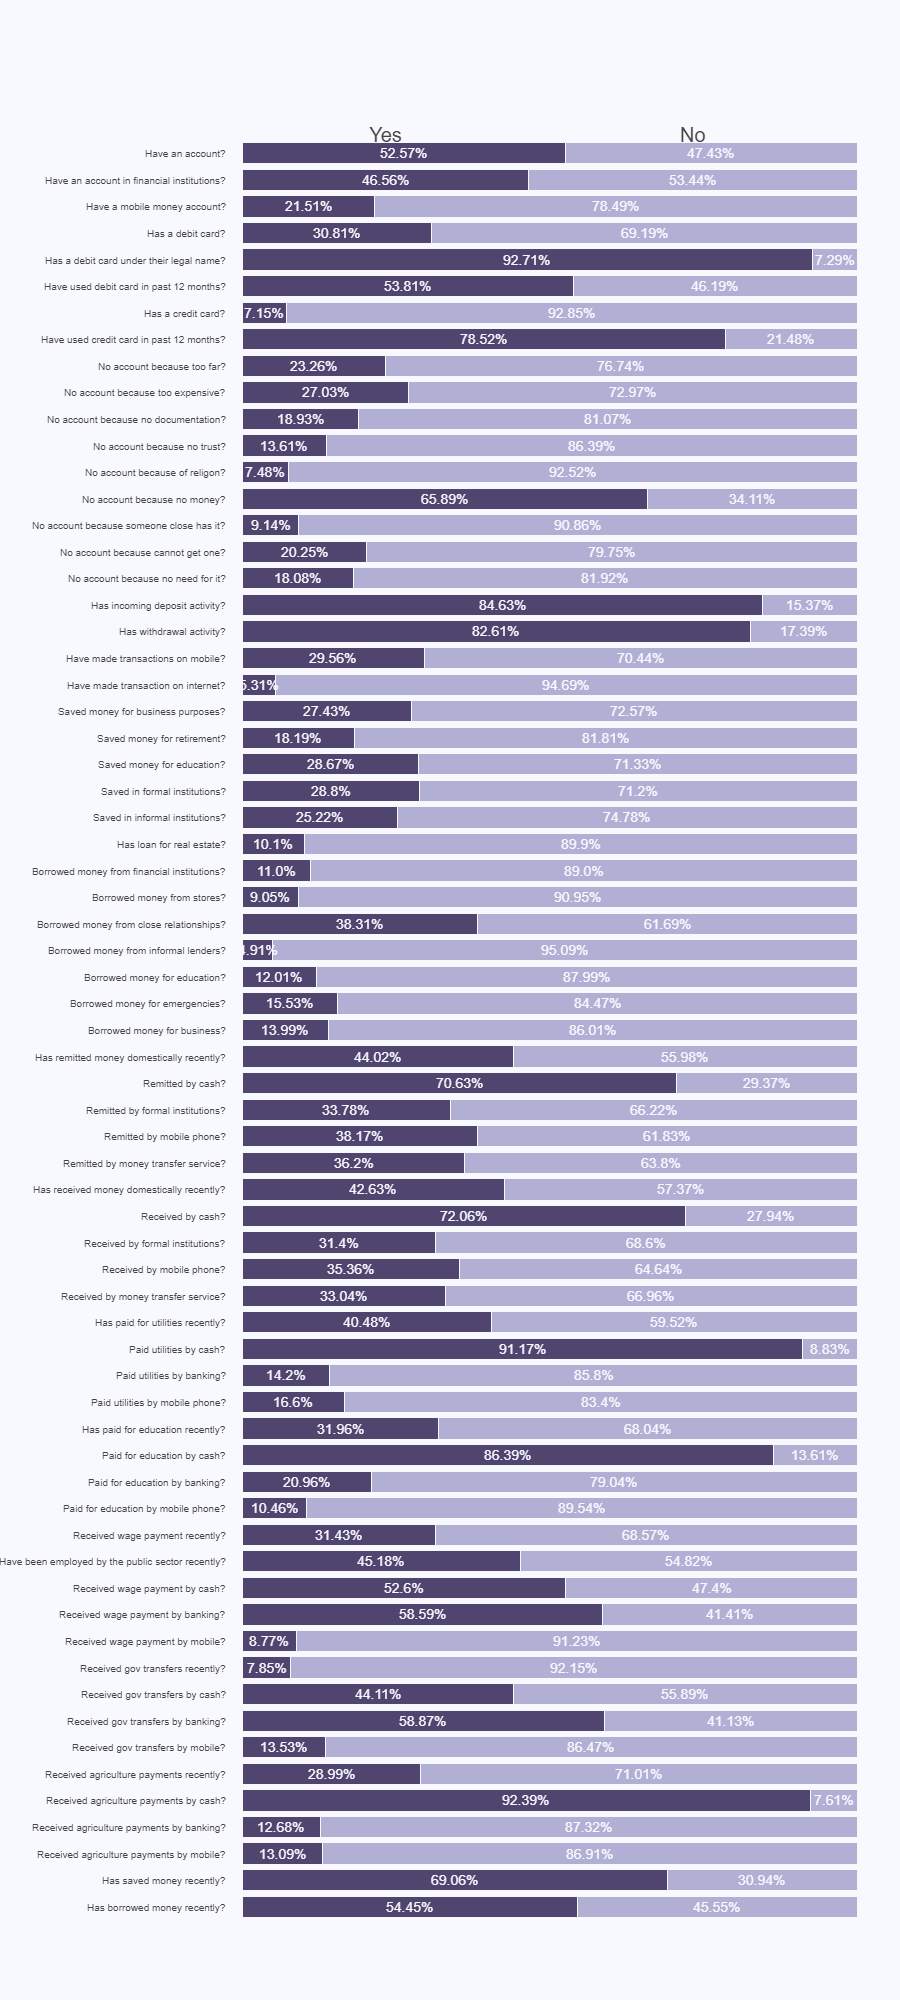 Yes No
Have an account? 52.57% 47.43%
Have an account in financial institutions? 46.56% 53.44%
Have a mobile money account? 21.51% 78.49%
Has a debit card? 30.81% 69.19%
Has a debit card under their legal name? 92.71% 7.29%
Have used debit card in past 12 months? 53.81% 46.19%
Has a credit card? 7.15% 92.85%
Have used credit card in past 12 months? 78.52% 21.48%
No account because too far? 23.26% 76.74%
No account because too expensive? 27.03% 72.97%
No account because no documentation? 18.93% 81.07%
No account because no trust? 13.61% 86.39%
No account because of religon? 7.48% 92.52%
No account because no money? 65.89% 34.11%
No account because someone close has it? 9.14% 90.86%
No account because cannot get one? 20.25% 79.75%
No account because no need for it? 18.08% 81.92%
Has incoming deposit activity? 84.63% 15.37%
Has withdrawal activity? 82.61% 17.39%
Have made transactions on mobile? 29.56% 70.44%
Have made transaction on internet? 5.31% 94.69%
Saved money for business purposes? 27.43% 72.57%
Saved money for retirement? 18.19% 81.81%
Saved money for education? 28.67% 71.33%
Saved in formal institutions? 28.8% 71.2%
Saved in informal institutions? 25.22% 74.78%
Has loan for real estate? 10.1% 89.9%
Borrowed money from financial institutions? 11.0% 89.0%
Borrowed money from stores? 9.05% 90.95%
Borrowed money from close relationships? 38.31% 61.69%
Borrowed money from informal lenders? 4.91% 95.09%
Borrowed money for education? 12.01% 87.99%
Borrowed money for emergencies? 15.53% 84.47%
Borrowed money for business? 13.99% 86.01%
Has remitted money domestically recently? 44.02% 55.98%
Remitted by cash? 70.63% 29.37%
Remitted by formal institutions? 33.78% 66.22%
Remitted by mobile phone? 38.17% 61.83%
Remitted by money transfer service? 36.2% 63.8%
Has received money domestically recently? 42.63% 57.37%
Received by cash? 72.06% 27.94%
Received by formal institutions? 31.4% 68.6%
Received by mobile phone? 35.36% 64.64%
Received by money transfer service? 33.04% 66.96%
Has paid for utilities recently? 40.48% 59.52%
Paid utilities by cash? 91.17% 8.83%
Paid utilities by banking? 14.2% 85.8%
Paid utilities by mobile phone? 16.6% 83.4%
Has paid for education recently? 31.96% 68.04%
Paid for education by cash? 86.39% 13.61%
Paid for education by banking? 20.96% 79.04%
Paid for education by mobile phone? 10.46% 89.54%
Received wage payment recently? 31.43% 68.57%
Have been employed by the public sector recently? 45.18% 54.82%
Received wage payment by cash? 52.6% 47.4%
Received wage payment by banking? 58.59% 41.41%
Received wage payment by mobile? 8.77% 91.23%
Received gov transfers recently? 7.85% 92.15%
Received gov transfers by cash? 44.11% 55.89%
Received gov transfers by banking? 58.87% 41.13%
Received gov transfers by mobile? 13.53% 86.47%
Received agriculture payments recently? 28.99% 71.01%
Received agriculture payments by cash? 92.39% 7.61%
Received agriculture payments by banking? 12.68% 87.32%
Received agriculture payments by mobile? 13.09% 86.91%
Has saved money recently? 69.06% 30.94%
Has borrowed money recently? 54.45% 45.55%